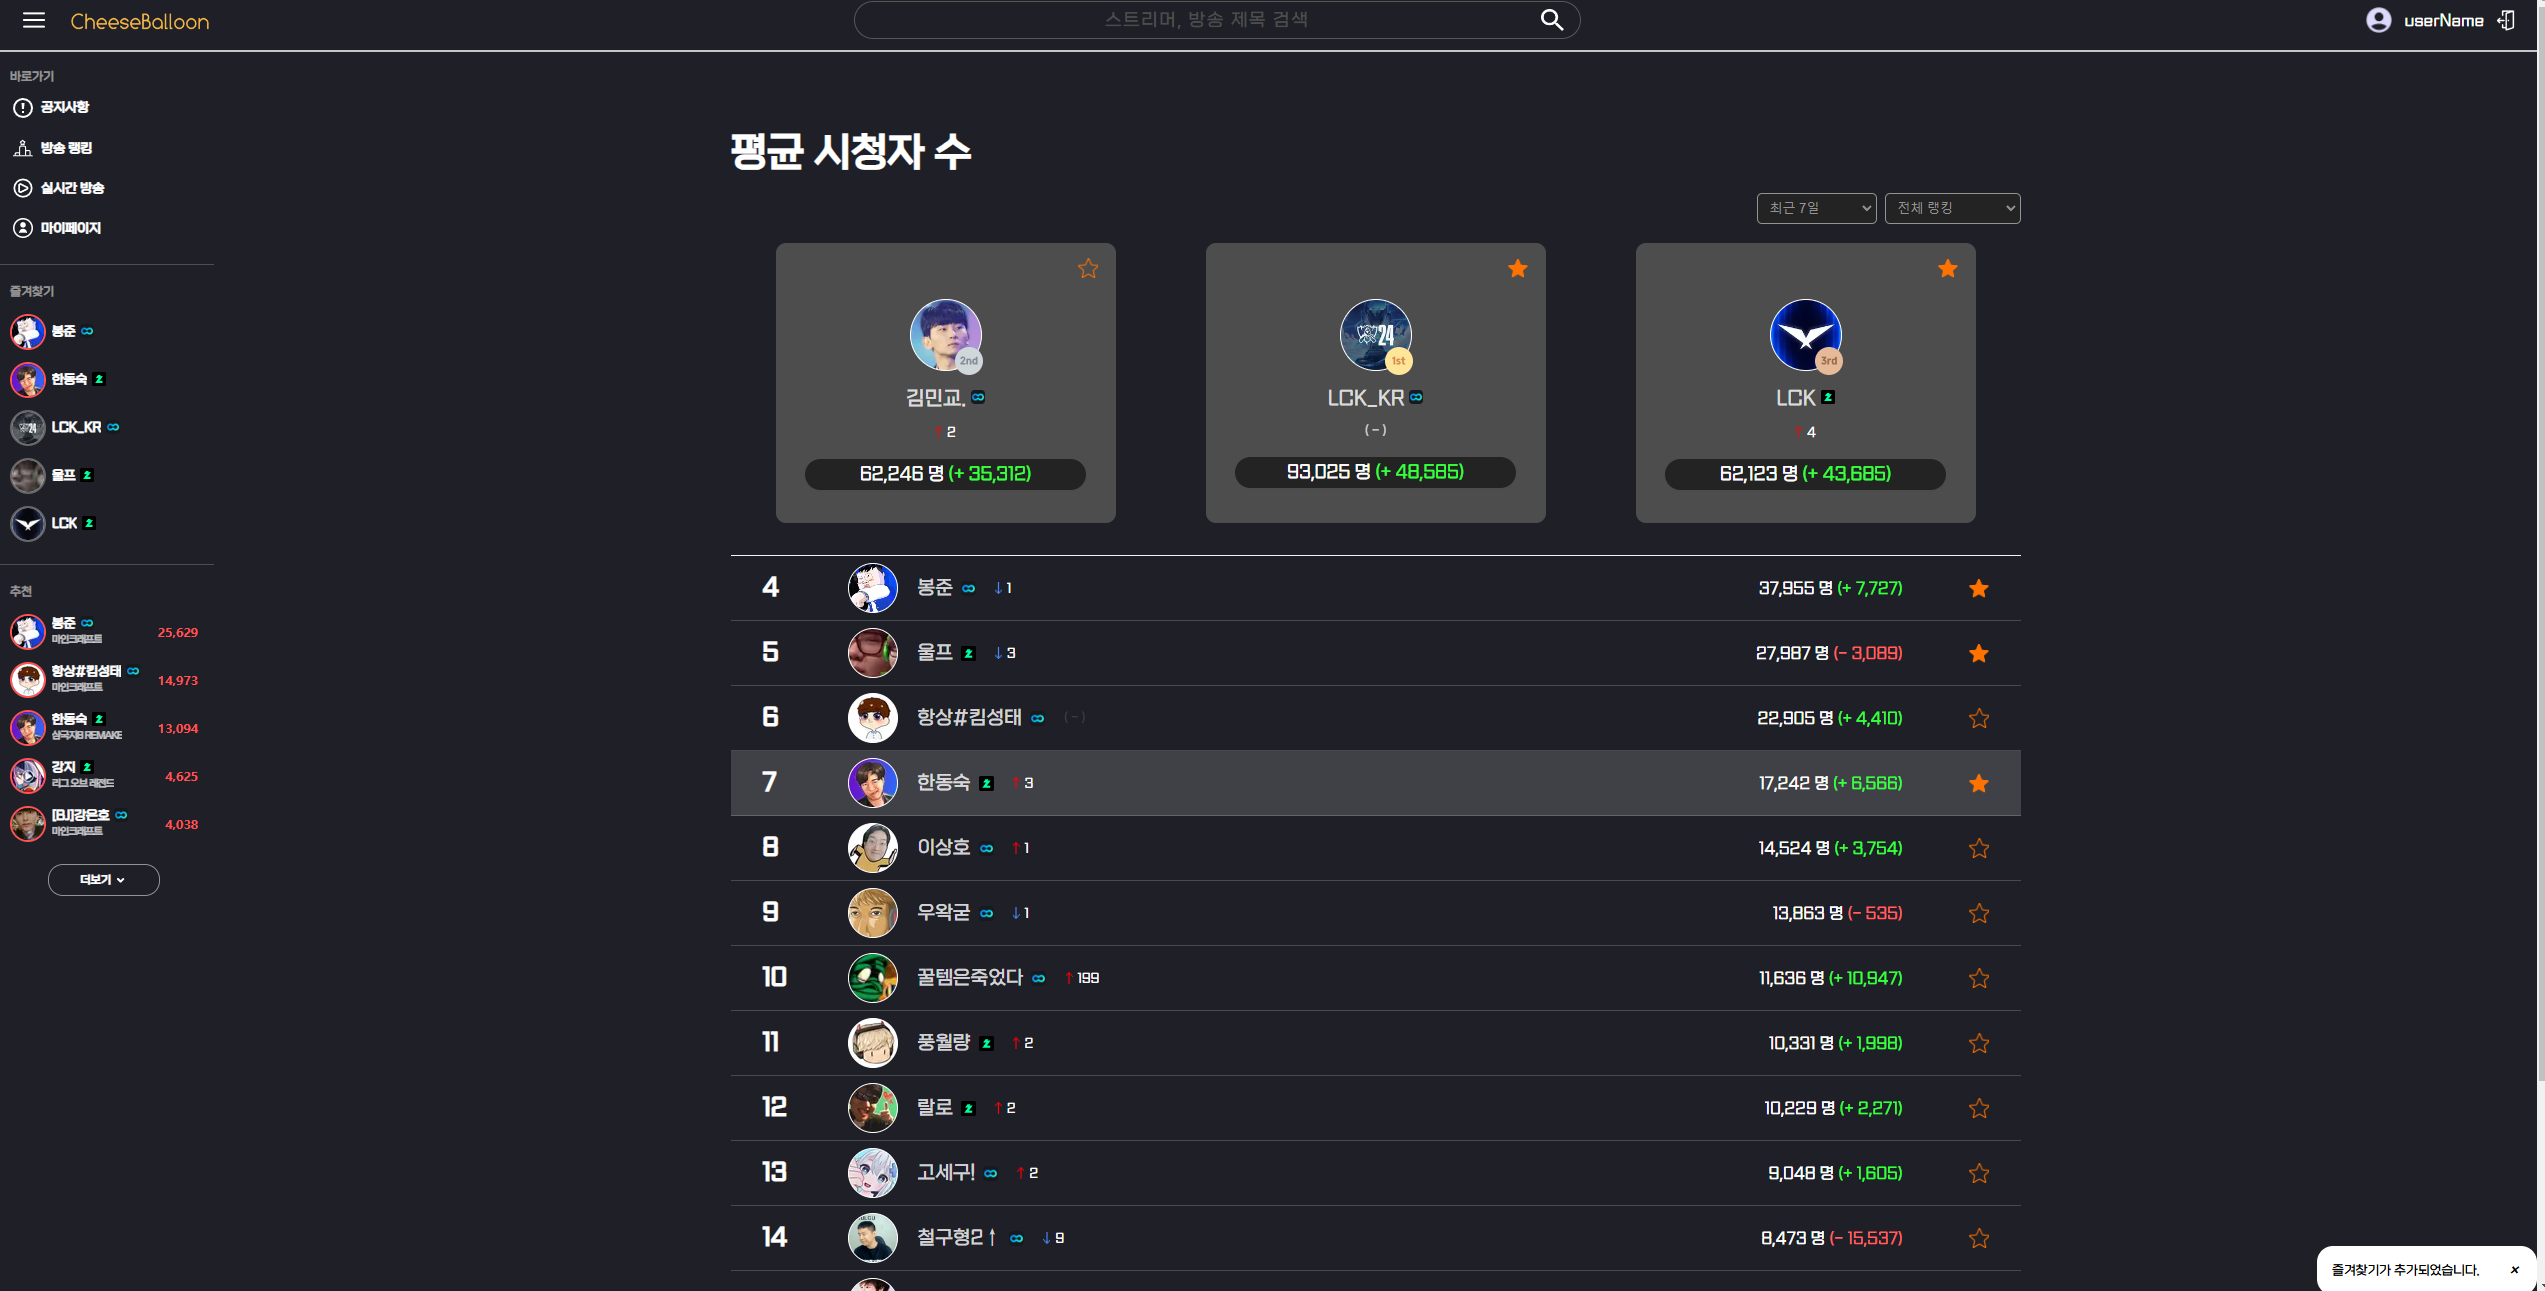 CheeseBalloon
스트리머, 방송 제목 검색
userName
바로가기
공지사항
방송 랭킹
실시간 방송
마이페이지
즐겨찾기
봉준
한동숙
LCK_KR
울프
LCK
추천
봉준
마인크래프트
25,629
항상#킴성태
마인크래프트
14,973
한동숙
삼국지8 REMAKE
13,094
강지
리그 오브 레전드
4,625
[BJ]강은호
마인크래프트
4,038
더보기
평균 시청자 수
최근 7일
전체 랭킹
2nd
김민교.
↑ 2
62,246 명 (+ 35,312)
24
1st
LCK_KR
( - )
93,025 명 (+ 48,585)
3rd
LCK
↑ 4
62,123 명 (+ 43,685)
4 봉준 ↓ 1 37,955 명 (+ 7,727)
5 울프 ↓ 3 27,987 명 (- 3,089)
6 항상#킴성태 ( - ) 22,905 명 (+ 4,410)
7 한동숙 ↑ 3 17,242 명 (+ 6,566)
8 이상호 ↑ 1 14,524 명 (+ 3,754)
9 우왁굳 ↓ 1 13,863 명 (- 535)
10 꿀템은죽었다 ↑ 199 11,636 명 (+ 10,947)
11 풍월량 ↑ 2 10,331 명 (+ 1,998)
12 랄로 ↑ 2 10,229 명 (+ 2,271)
13 고세구! ↑ 2 9,048 명 (+ 1,605)
14 철구형2↑ ↓ 9 8,473 명 (- 15,537)
즐겨찾기가 추가되었습니다. ×